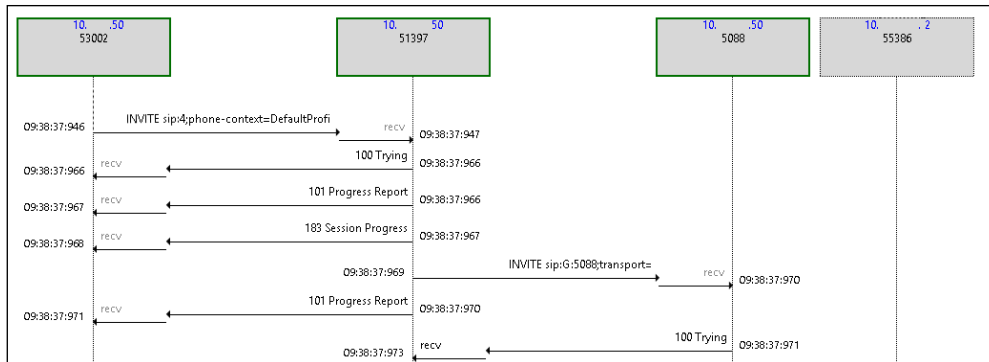 10. .50 10. 50 10. .50 10. . 2
53002 51397 5088 55386
INVITE sip:4;phone-context=DefaultProfi
09:38:37:946 recv 09:38:37:947
100 Trying
09:38:37:966 recv 09:38:37:966
101 Progress Report
09:38:37:967 recv 09:38:37:966
183 Session Progress
09:38:37:968 recv 09:38:37:967
INVITE sip:G:5088;transport=
09:38:37:969 recv 09:38:37:970
101 Progress Report
09:38:37:971 recv 09:38:37:970
100 Trying
09:38:37:973 recv 09:38:37:971